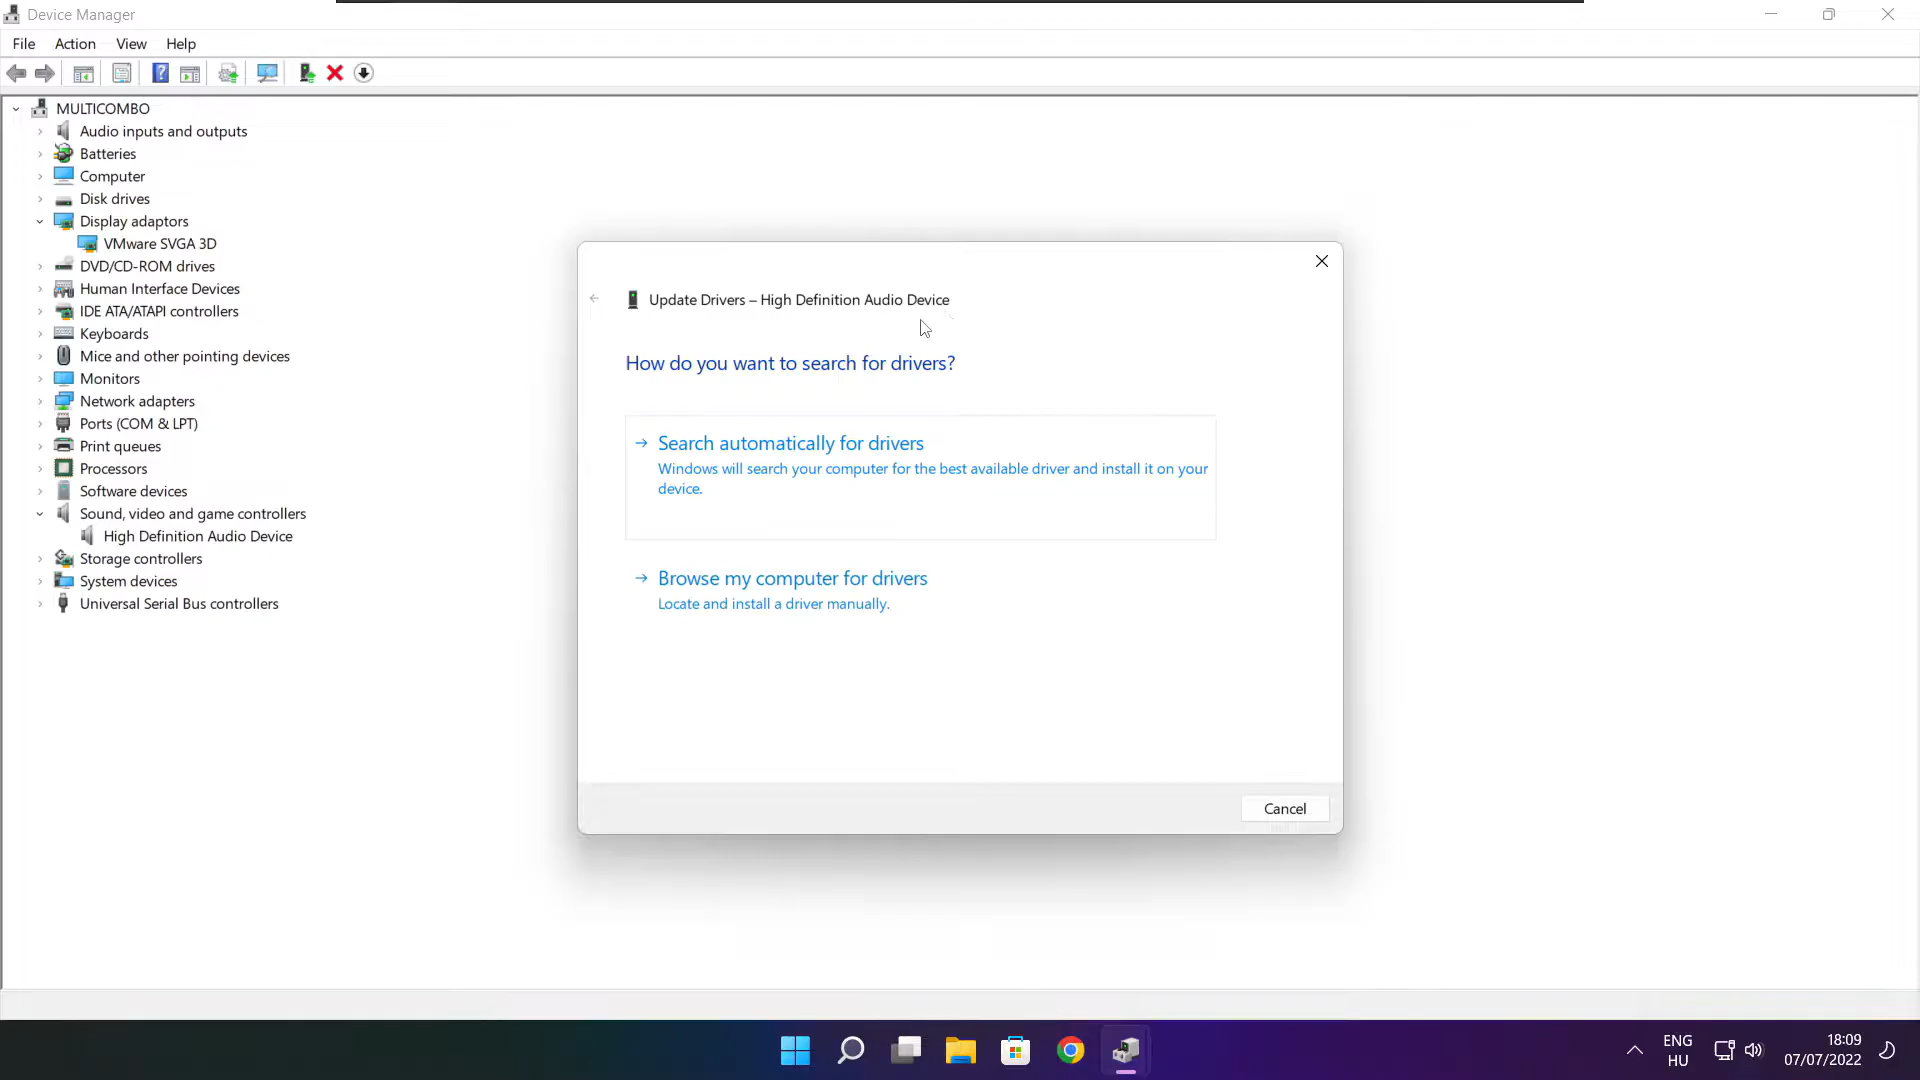 Device Manager
File Action View Help
MULTICOMBO
Audio inputs and outputs
Batteries
Computer
Disk drives
Display adaptors
VMware SVGA 3D
DVD/CD-ROM drives
Human Interface Devices
IDE ATA/ATAPI controllers
Keyboards
Mice and other pointing devices
Monitors
Network adapters
Ports (COM & LPT)
Print queues
Processors
Software devices
Sound, video and game controllers
High Definition Audio Device
Storage controllers
System devices
Universal Serial Bus controllers
Update Drivers – High Definition Audio Device
How do you want to search for drivers?
Search automatically for drivers
Windows will search your computer for the best available driver and install it on your
device.
Browse my computer for drivers
Locate and install a driver manually.
Cancel
ENG
HU
18:09
07/07/2022